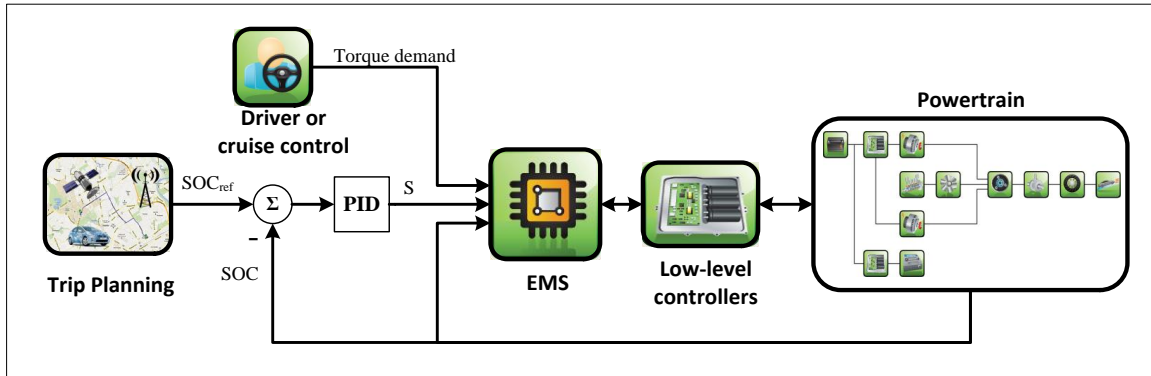 Torque demand
Driver or
cruise control
Powertrain
SOCref
Σ
PID
S
-
SOC
Trip Planning
EMS
Low-level
controllers